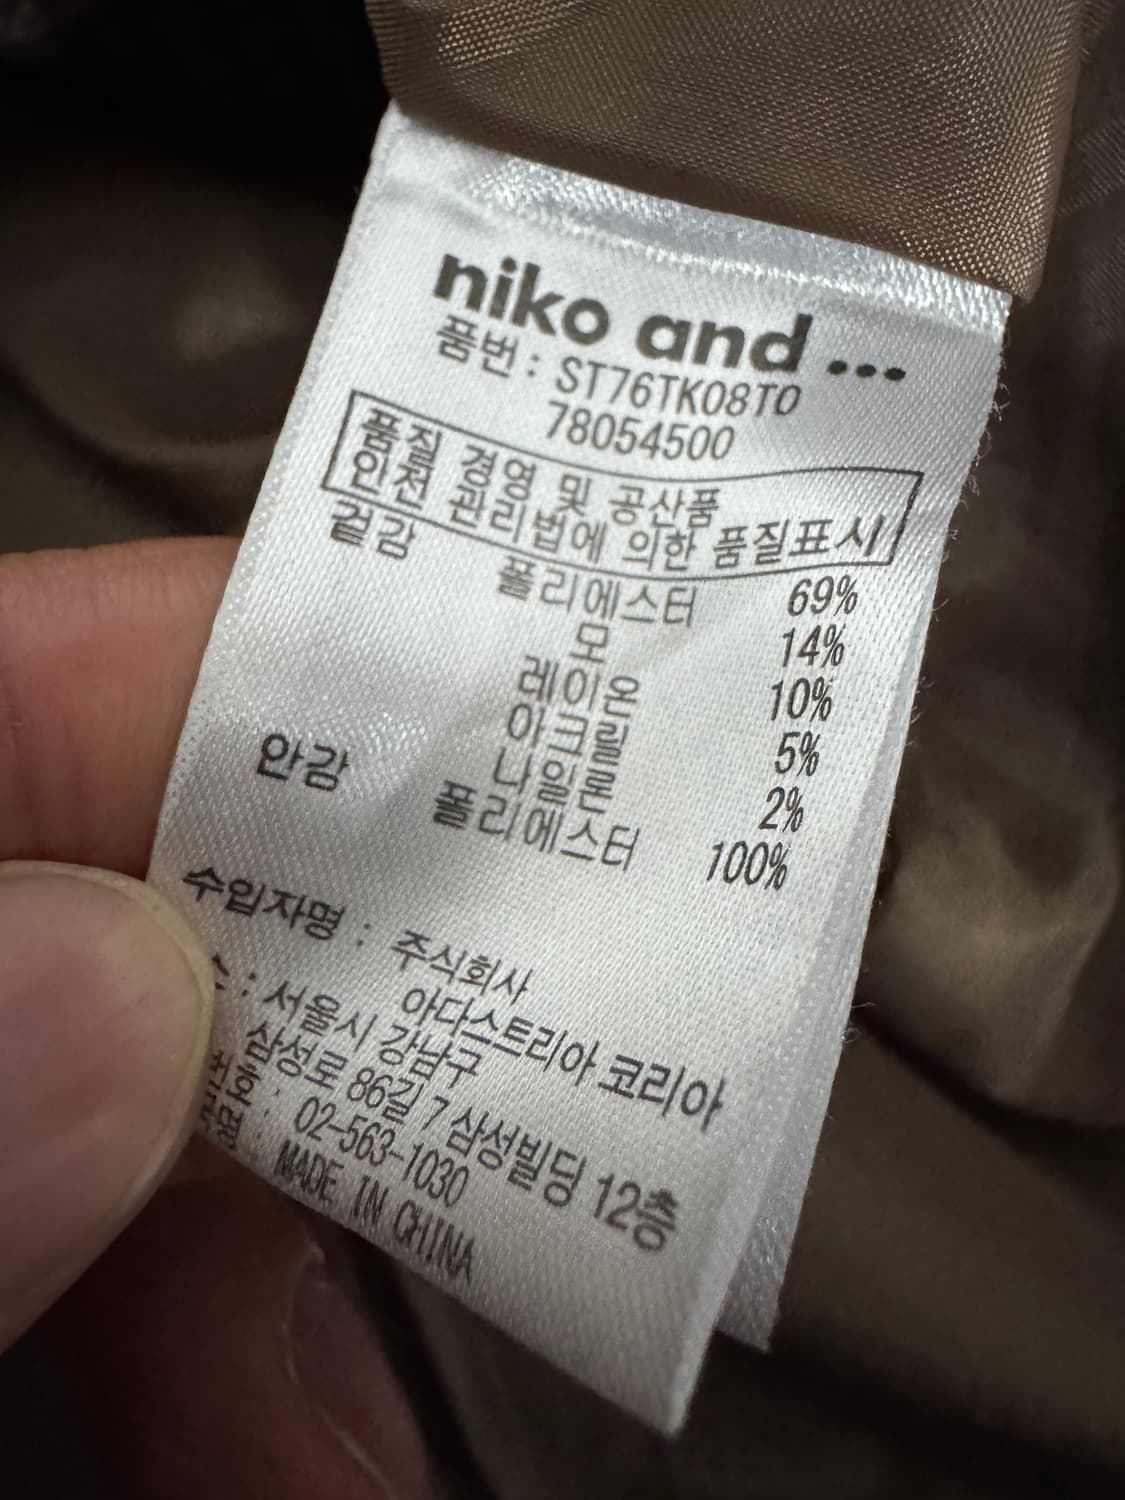 niko and ...
품번 : ST76TK08TO
78054500
품질 경영 및 공산품
안전 관리법에 의한 품질표시
겉감
폴리에스터 69%
모 14%
레이온 10%
아크릴 5%
나일론 2%
안감 폴리에스터 100%
수입자명 : 주식회사
아다스트리아 코리아
: 서울시 강남구
삼성로 86길 7 삼성빌딩 12층
: 02-563-1030
: MADE IN CHINA